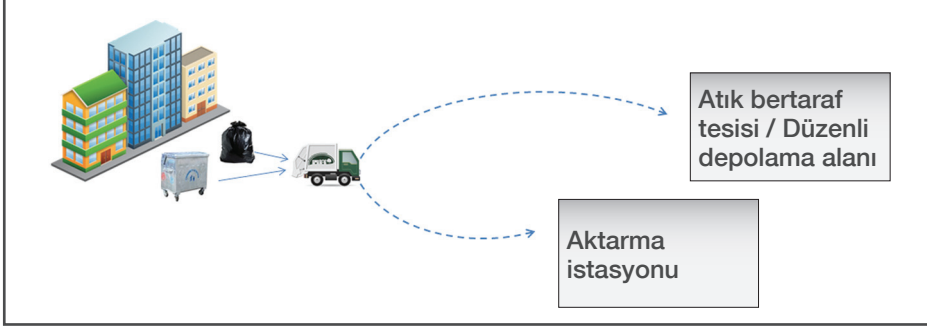 Atık bertaraf
tesisi / Düzenli
depolama alanı
Aktarma
istasyonu